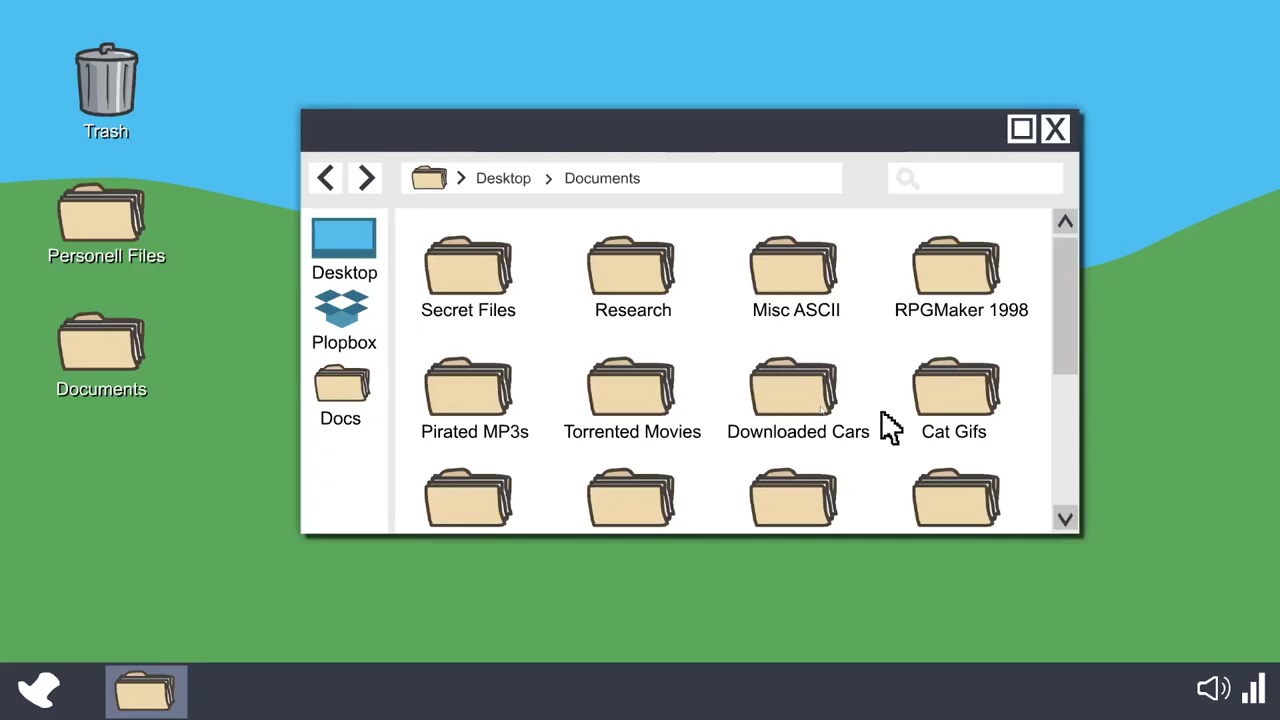 Trash
Personell Files
Documents
X
Desktop Documents
Desktop
Plopbox
Docs
Secret Files Research Misc ASCII RPGMaker 1998
Pirated MP3s Torrented Movies Downloaded Cars Cat Gifs